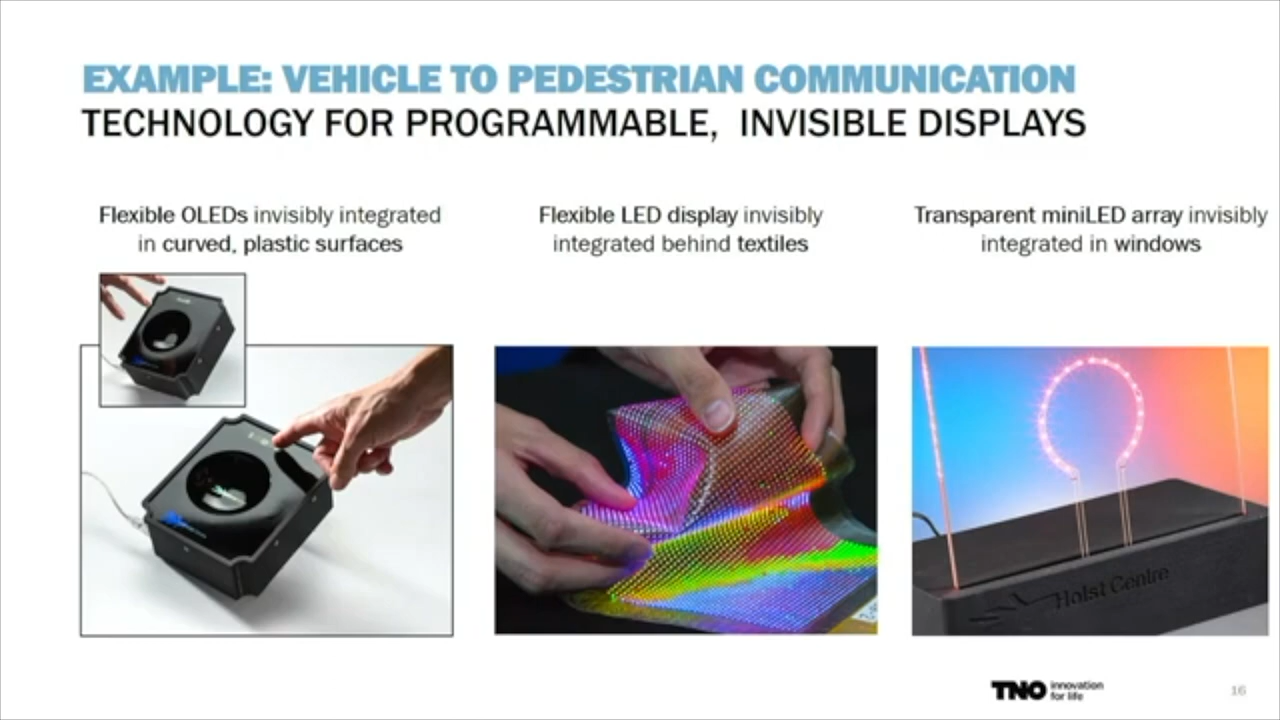 EXAMPLE: VEHICLE TO PEDESTRIAN COMMUNICATION
TECHNOLOGY FOR PROGRAMMABLE, INVISIBLE DISPLAYS
Flexible OLEDs invisibly integrated
in curved, plastic surfaces
Flexible LED display invisibly
integrated behind textiles
Transparent miniLED array invisibly
integrated in windows
Holst Centre
TNO innovation
for life
16